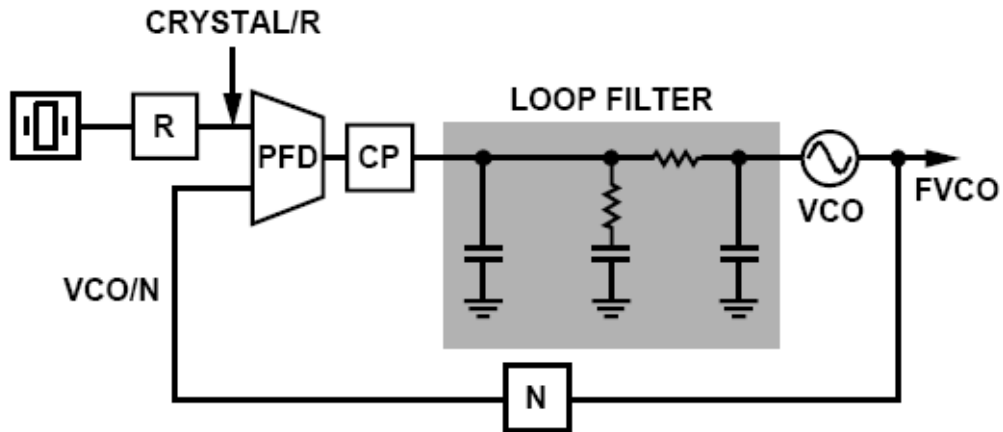 CRYSTAL/R
LOOP FILTER
R
PFD
CP
VCO
FVCO
VCO/N
N